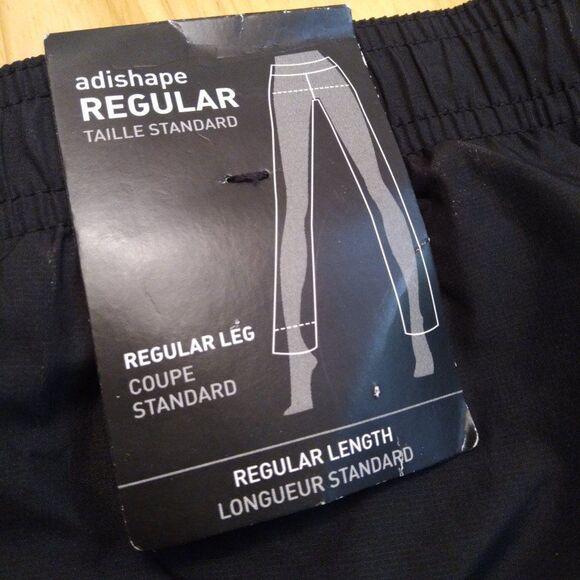 adishape
REGULAR
TAILLE STANDARD
REGULAR LEG
COUPE
STANDARD
REGULAR LENGTH
LONGUEUR STANDARD